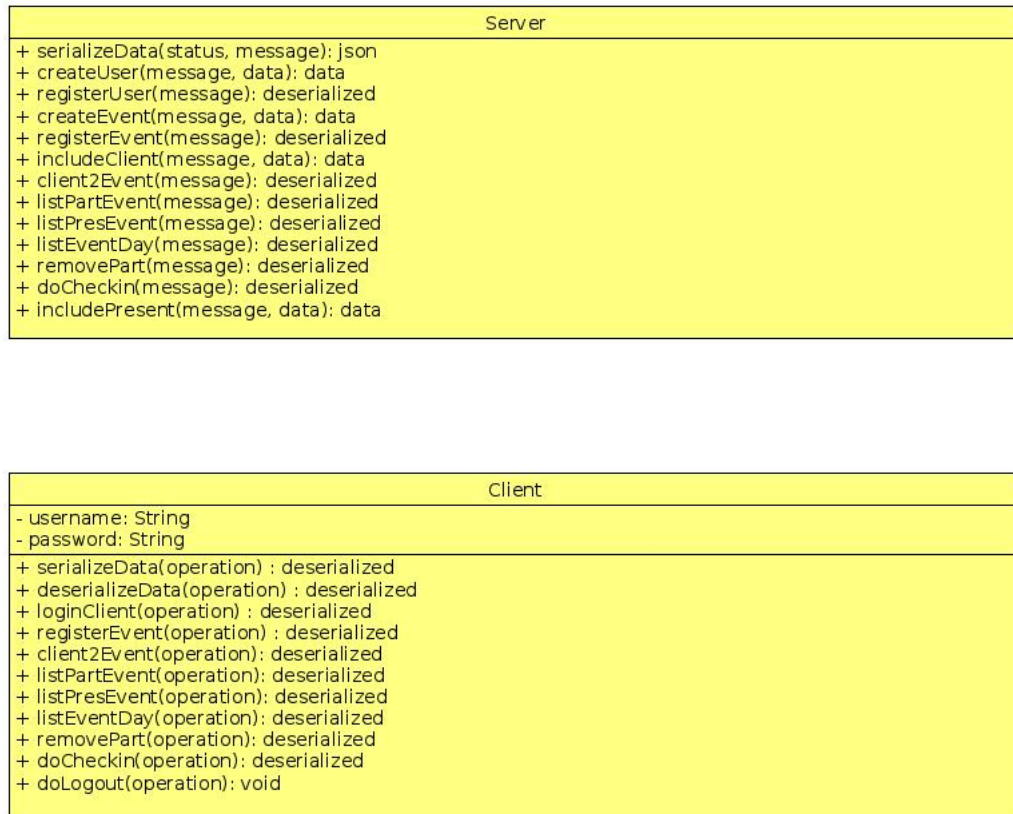 Server
+ serializeData(status, message): json
+ createUser(message, data): data
+ registerUser(message): deserialized
+ createEvent(message, data): data
+ registerEvent(message): deserialized
+ includeClient(message, data): data
+ client2Event(message): deserialized
+ listPartEvent(message): deserialized
+ listPresEvent(message): deserialized
+ listEventDay(message): deserialized
+ removePart(message): deserialized
+ doCheckin(message): deserialized
+ includePresent(message, data): data
Client
- username: String
- password: String
+ serializeData(operation) : deserialized
+ deserializeData(operation) : deserialized
+ loginClient(operation) : deserialized
+ registerEvent(operation) : deserialized
+ client2Event(operation): deserialized
+ listPartEvent(operation): deserialized
+ listPresEvent(operation): deserialized
+ listEventDay(operation): deserialized
+ removePart(operation): deserialized
+ doCheckin(operation): deserialized
+ doLogout(operation): void